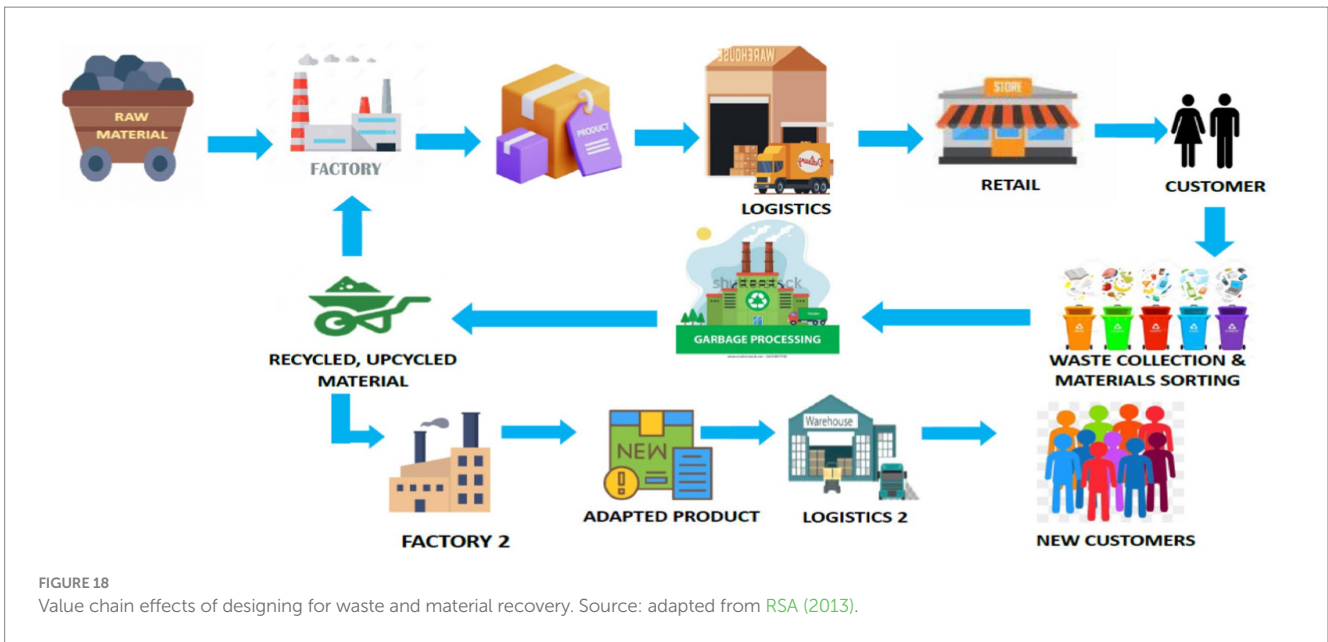 RAW
MATERIAL
FACTORY
PRODUCT
WAREHOUSE
Delivery
LOGISTICS
STORE
RETAIL
CUSTOMER
shutterstock
GARBAGE PROCESSING
RECYCLED, UPCYCLED
MATERIAL
WASTE COLLECTION &
MATERIALS SORTING
FACTORY 2
NEW
ADAPTED PRODUCT
Warehouse
LOGISTICS 2
NEW CUSTOMERS
FIGURE 18
Value chain effects of designing for waste and material recovery. Source: adapted from RSA (2013).